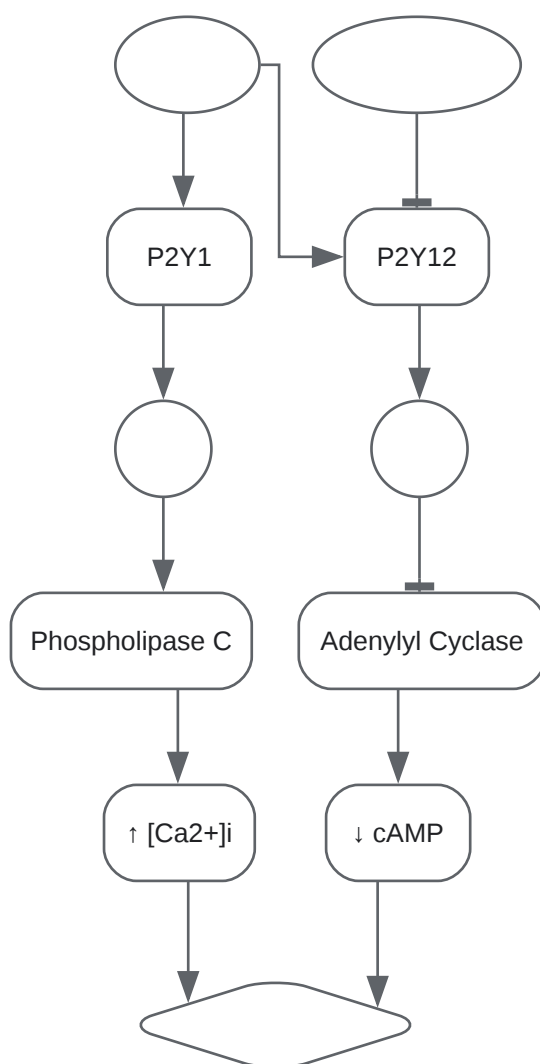 P2Y1
P2Y12
Phospholipase C
Adenylyl Cyclase
↑ [Ca2+]i
↓ cAMP